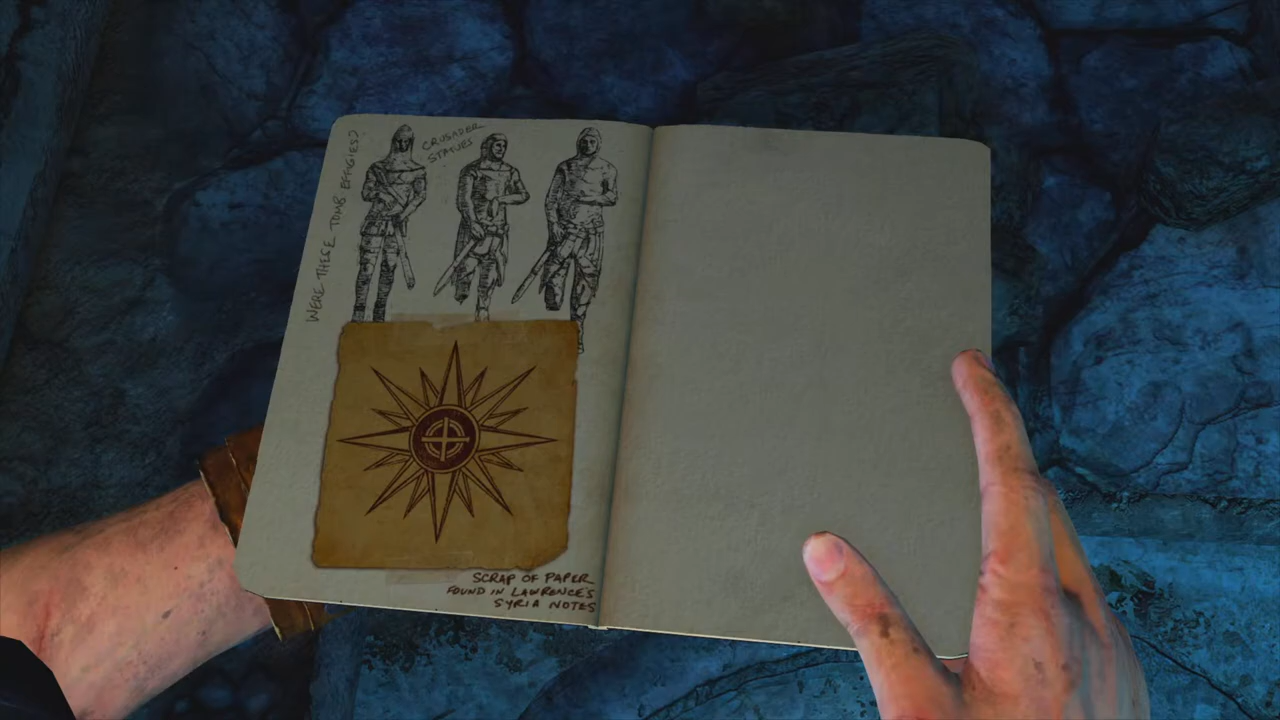 WERE THESE TOMB EFFIGIES?
CRUSADER
STATUES
SCRAP OF PAPER
FOUND IN LAWRENCE'S
SYRIA NOTES